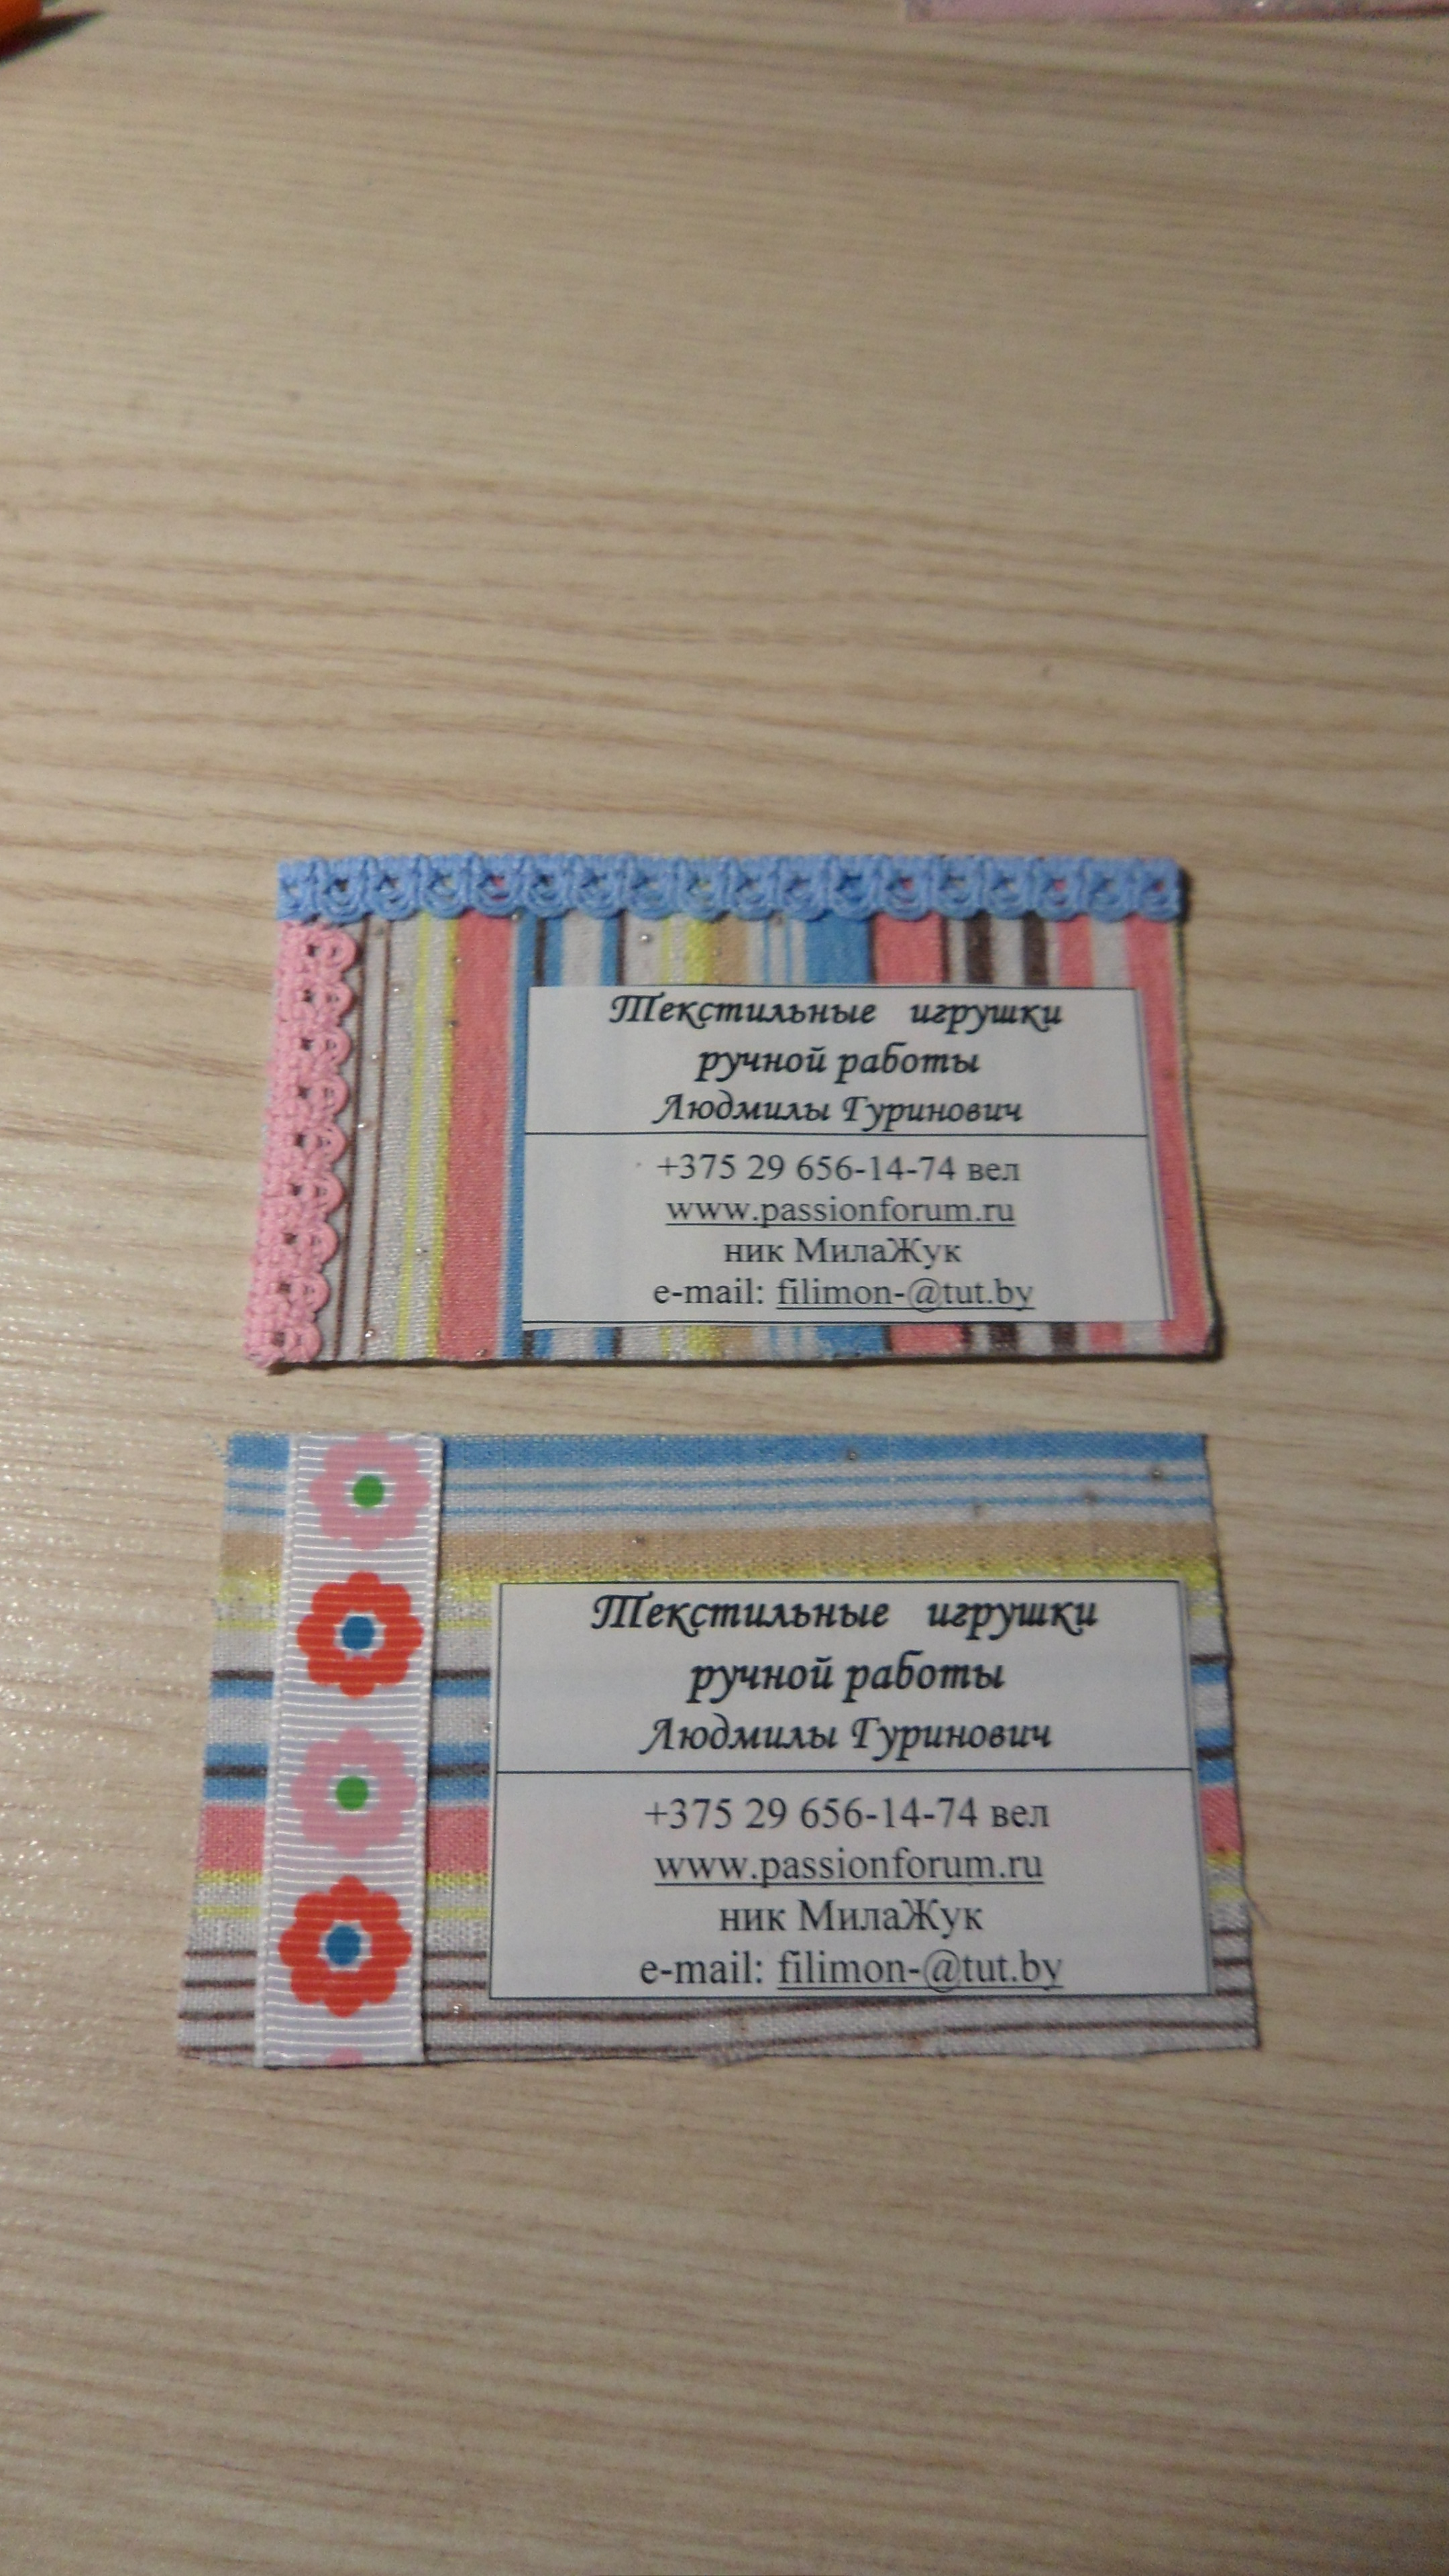 Текстильные игрушки
ручной работы
Людмилы Гуринович
+375 29 656-14-74 вел
www.passionforum.ru
ник МилаЖук
e-mail: filimon-@tut.by
Текстильные игрушки
ручной работы
Людмилы Гуринович
+375 29 656-14-74 вел
www.passionforum.ru
ник МилаЖук
e-mail: filimon-@tut.by